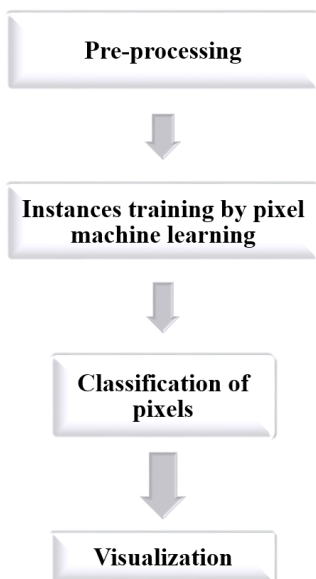 Pre-processing
Instances training by pixel
machine learning
Classification of
pixels
Visualization